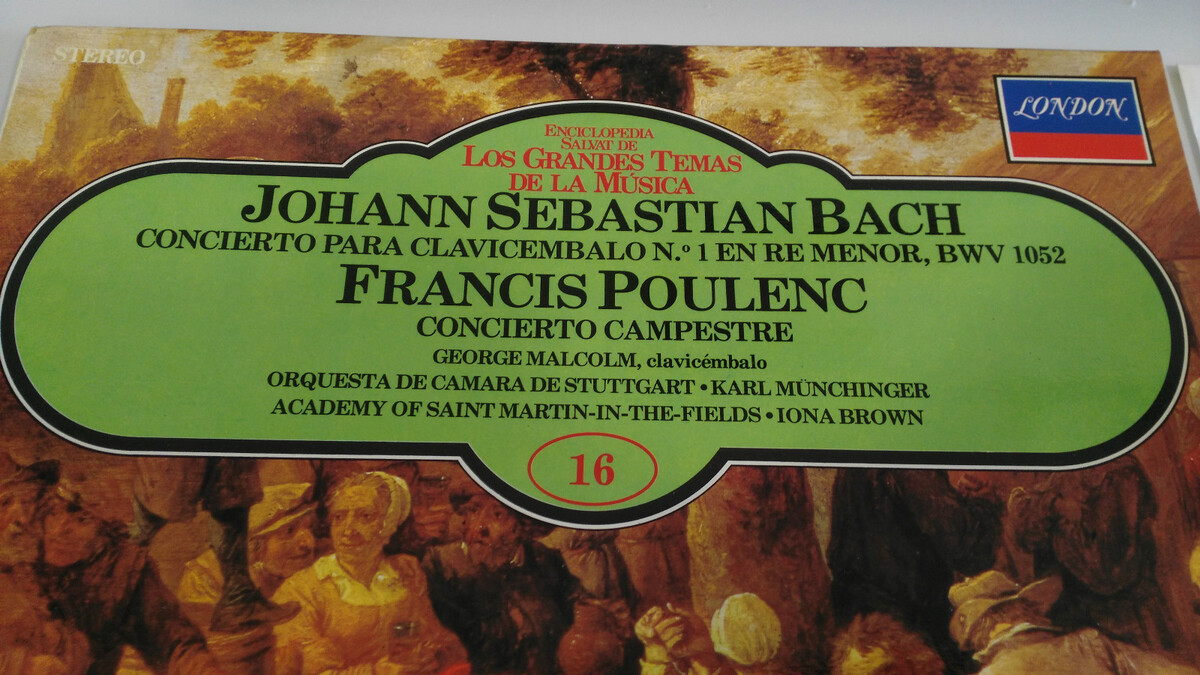 STEREO
LONDON
ENCICLOPEDIA
SALVAT DE
LOS GRANDES TEMAS
DE LA MÚSICA
JOHANN SEBASTIAN BACH
CONCIERTO PARA CLAVICEMBALO N.º 1 EN RE MENOR, BWV 1052
FRANCIS POULENC
CONCIERTO CAMPESTRE
GEORGE MALCOLM, clavicémbalo
ORQUESTA DE CAMARA DE STUTTGART • KARL MÜNCHINGER
ACADEMY OF SAINT MARTIN-IN-THE-FIELDS • IONA BROWN
16